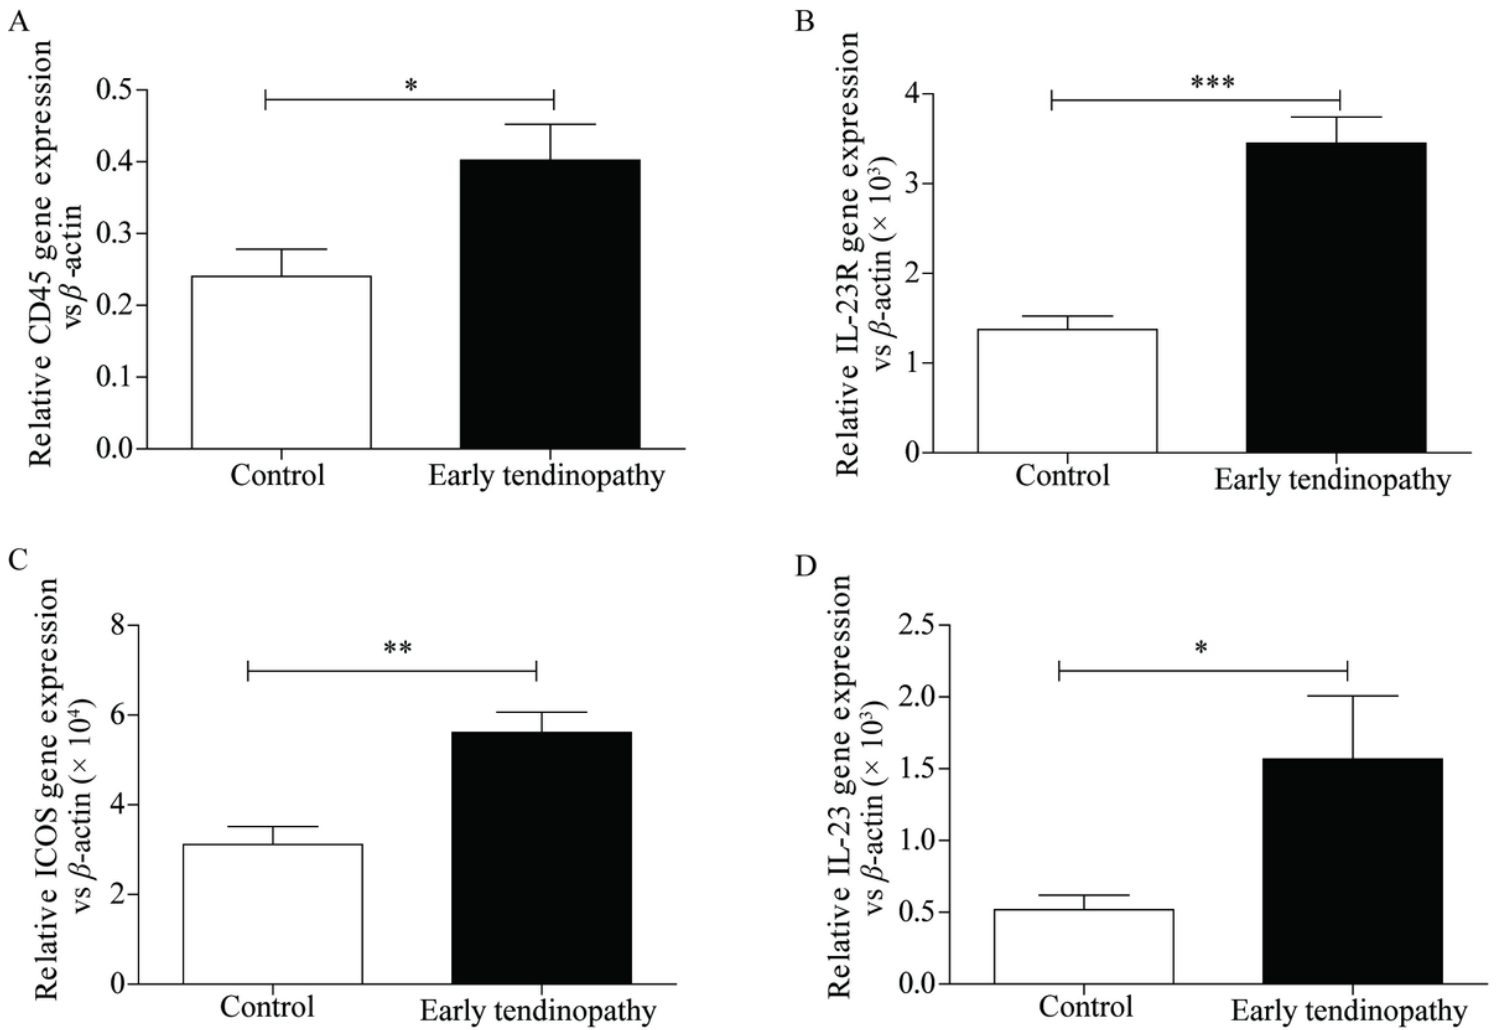 A
Relative CD45 gene expression
vs β -actin
0.5
0.4
0.3
0.2
0.1
0.0
*
Control
Early tendinopathy
B
Relative IL-23R gene expression
vs β-actin (× 10³)
4
3
2
1
0
***
Control
Early tendinopathy
C
Relative ICOS gene expression
vs β-actin (× 10⁴)
8
6
4
2
0
**
Control
Early tendinopathy
D
Relative IL-23 gene expression
vs β-actin (× 10³)
2.5
2.0
1.5
1.0
0.5
0.0
*
Control
Early tendinopathy